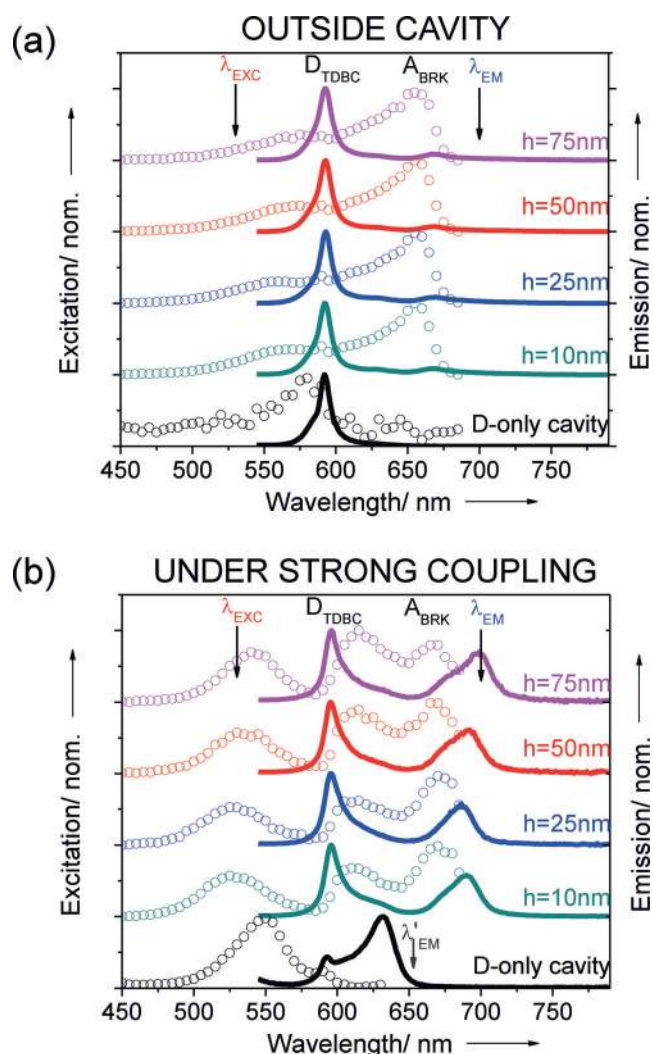 (a) OUTSIDE CAVITY
λEXC DTDBC ABRK λEM
Excitation/ nom.
Emission/ nom.
h=75nm
h=50nm
h=25nm
h=10nm
D-only cavity
450 500 550 600 650 700 750
Wavelength/ nm
(b) UNDER STRONG COUPLING
λEXC DTDBC ABRK λEM
Excitation/ nom.
Emission/ nom.
h=75nm
h=50nm
h=25nm
h=10nm
λ'EM
D-only cavity
450 500 550 600 650 700 750
Wavelength/ nm